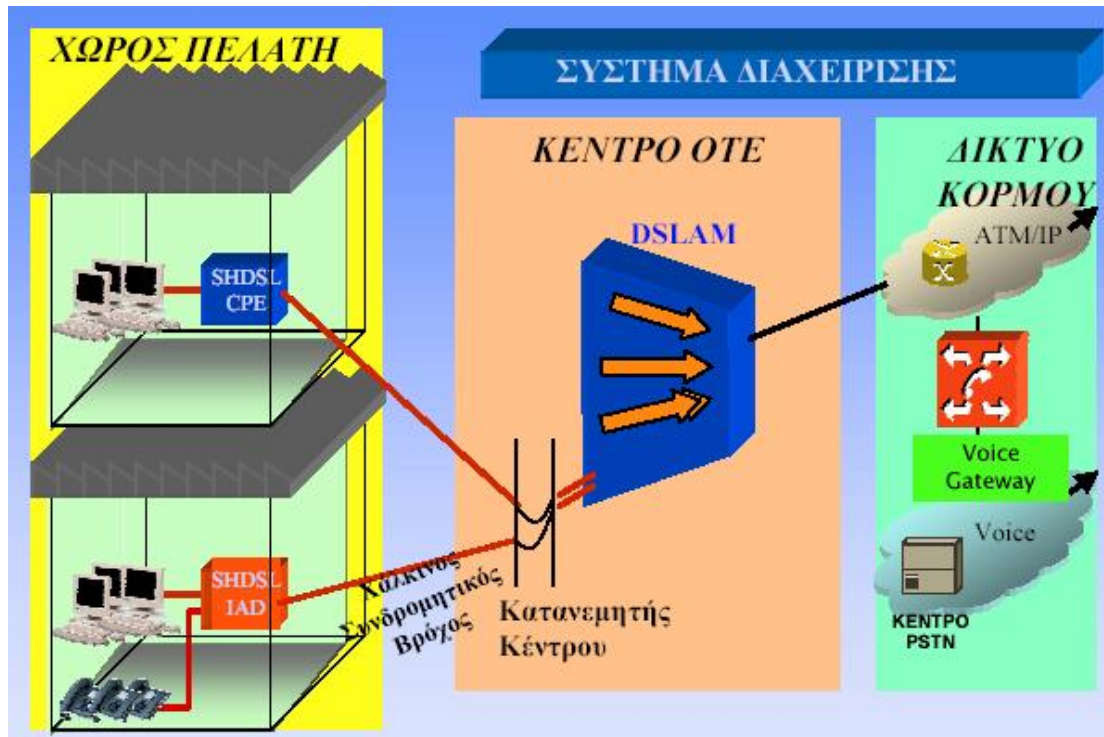 ΧΩΡΟΣ ΠΕΛΑΤΗ
ΣΥΣΤΗΜΑ ΔΙΑΧΕΙΡΙΣΗΣ
ΚΕΝΤΡΟ ΟΤΕ
ΔΙΚΤΥΟ
ΚΟΡΜΟΥ
DSLAM
ATM/IP
SHDSL
CPE
Voice
Gateway
Voice
SHDSL
IAD
Χάλκινος
Συνδρομητικός
Βρόχος
Κατανεμητής
Κέντρου
ΚΕΝΤΡΟ
PSTN